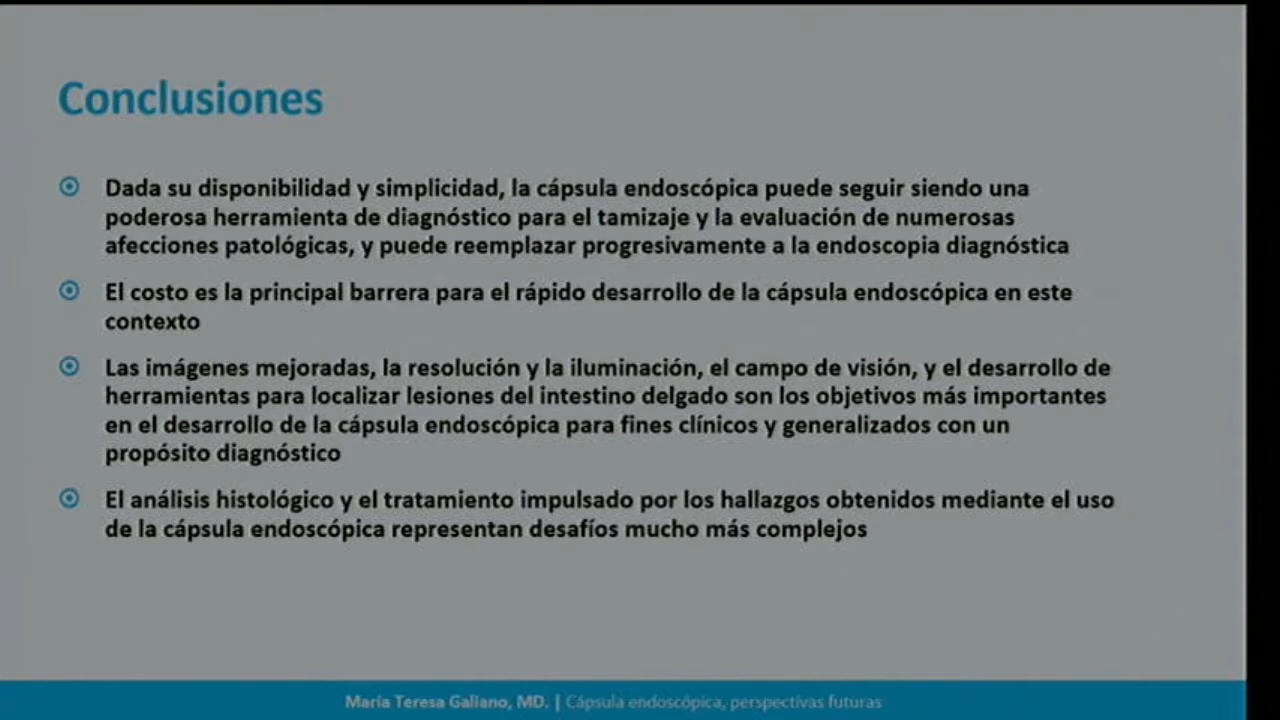 Conclusiones
Dada su disponibilidad y simplicidad, la cápsula endoscópica puede seguir siendo una
poderosa herramienta de diagnóstico para el tamizaje y la evaluación de numerosas
afecciones patológicas, y puede reemplazar progresivamente a la endoscopia diagnóstica
El costo es la principal barrera para el rápido desarrollo de la cápsula endoscópica en este
contexto
Las imágenes mejoradas, la resolución y la iluminación, el campo de visión, y el desarrollo de
herramientas para localizar lesiones del intestino delgado son los objetivos más importantes
en el desarrollo de la cápsula endoscópica para fines clínicos y generalizados con un
propósito diagnóstico
El análisis histológico y el tratamiento impulsado por los hallazgos obtenidos mediante el uso
de la cápsula endoscópica representan desafíos mucho más complejos
María Teresa Galiano, MD. | Cápsula endoscópica, perspectivas futuras